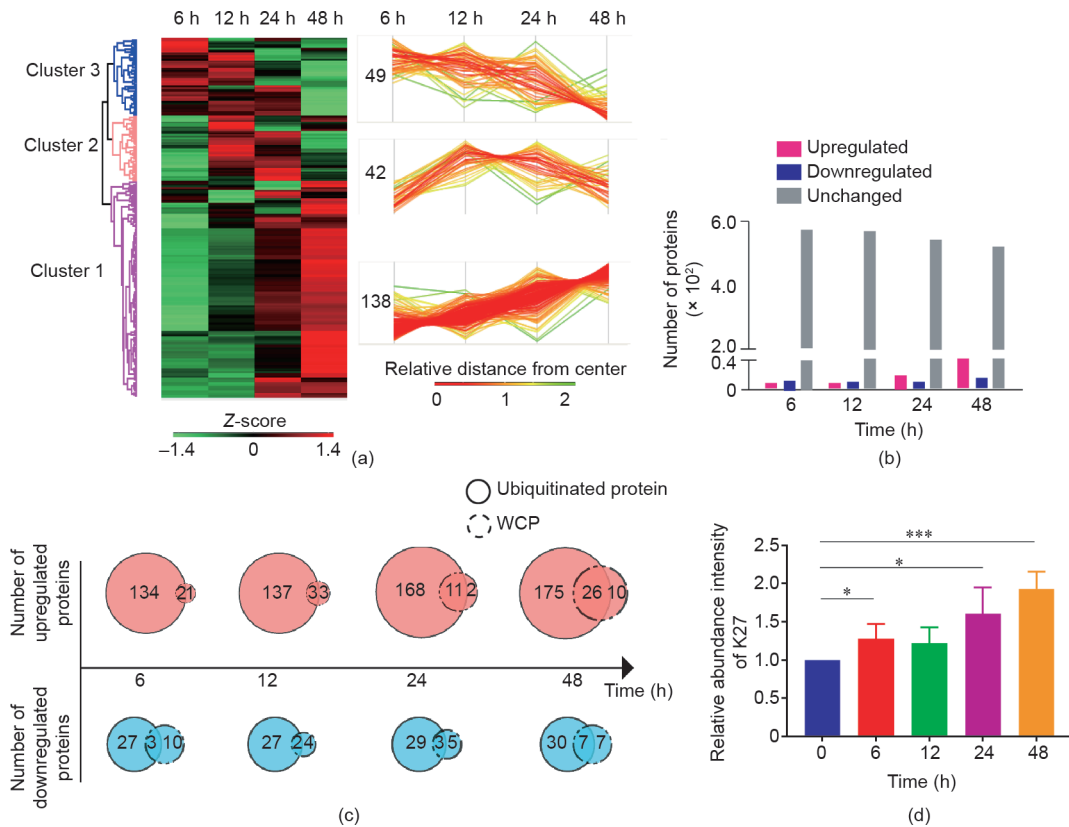 6 h 12 h 24 h 48 h
6 h 12 h 24 h 48 h
Cluster 3
Cluster 2
Cluster 1
49
42
138
Relative distance from center
0 1 2
Z-score
–1.4 0 1.4
(a)
Upregulated
Downregulated
Unchanged
Number of proteins
(× 10²)
6.0
4.0
2.0
0.4
0
6 12 24 48
Time (h)
(b)
Ubiquitinated protein
WCP
Number of
upregulated
proteins
134 21
137 33
168 112
175 26 10
6 12 24 48
Time (h)
Number of
downregulated
proteins
27 3 10
27 24
29 3 5
30 7 7
(c)
Relative abundance intensity
of K27
2.5
2.0
1.5
1.0
0.5
0
***
*
*
0 6 12 24 48
Time (h)
(d)